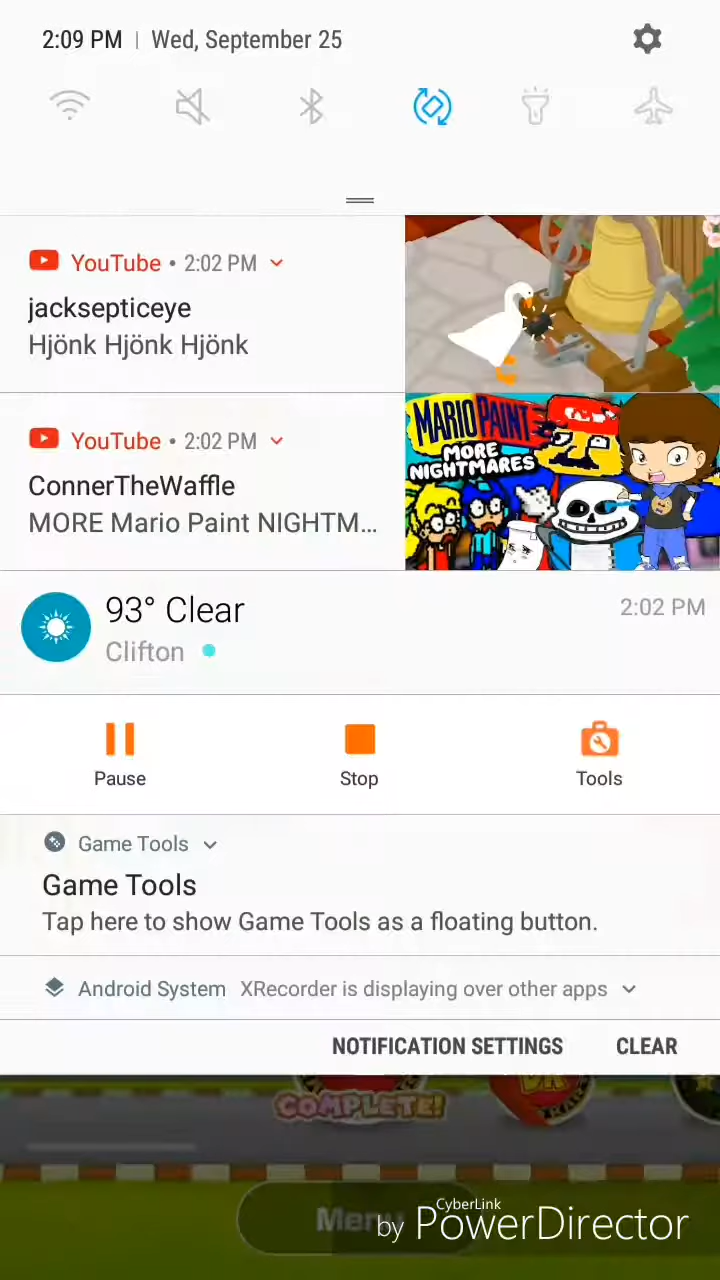 2:09 PM | Wed, September 25
YouTube • 2:02 PM
jacksepticeye
Hjönk Hjönk Hjönk
YouTube • 2:02 PM
ConnerTheWaffle
MORE Mario Paint NIGHTM...
MARIO PAINT
MORE
NIGHTMARES
93° Clear
2:02 PM
Clifton
Pause
Stop
Tools
Game Tools
Game Tools
Tap here to show Game Tools as a floating button.
Android System XRecorder is displaying over other apps
NOTIFICATION SETTINGS
CLEAR
COMPLETE!
Menu
CyberLink
by PowerDirector